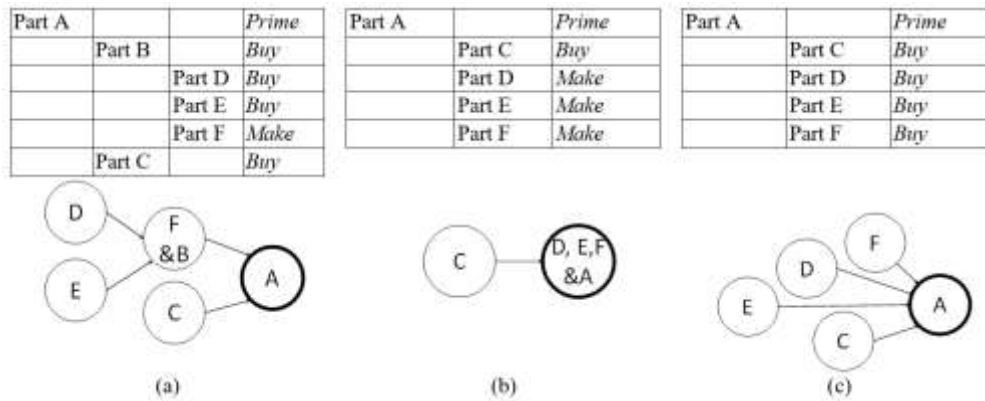 Part A Prime
Part B Buy
Part D Buy
Part E Buy
Part F Make
Part C Buy
Part A Prime
Part C Buy
Part D Make
Part E Make
Part F Make
Part A Prime
Part C Buy
Part D Buy
Part E Buy
Part F Buy
D
F
&B
E
A
C
(a)
C
D, E,F
&A
(b)
F
D
E
A
C
(c)